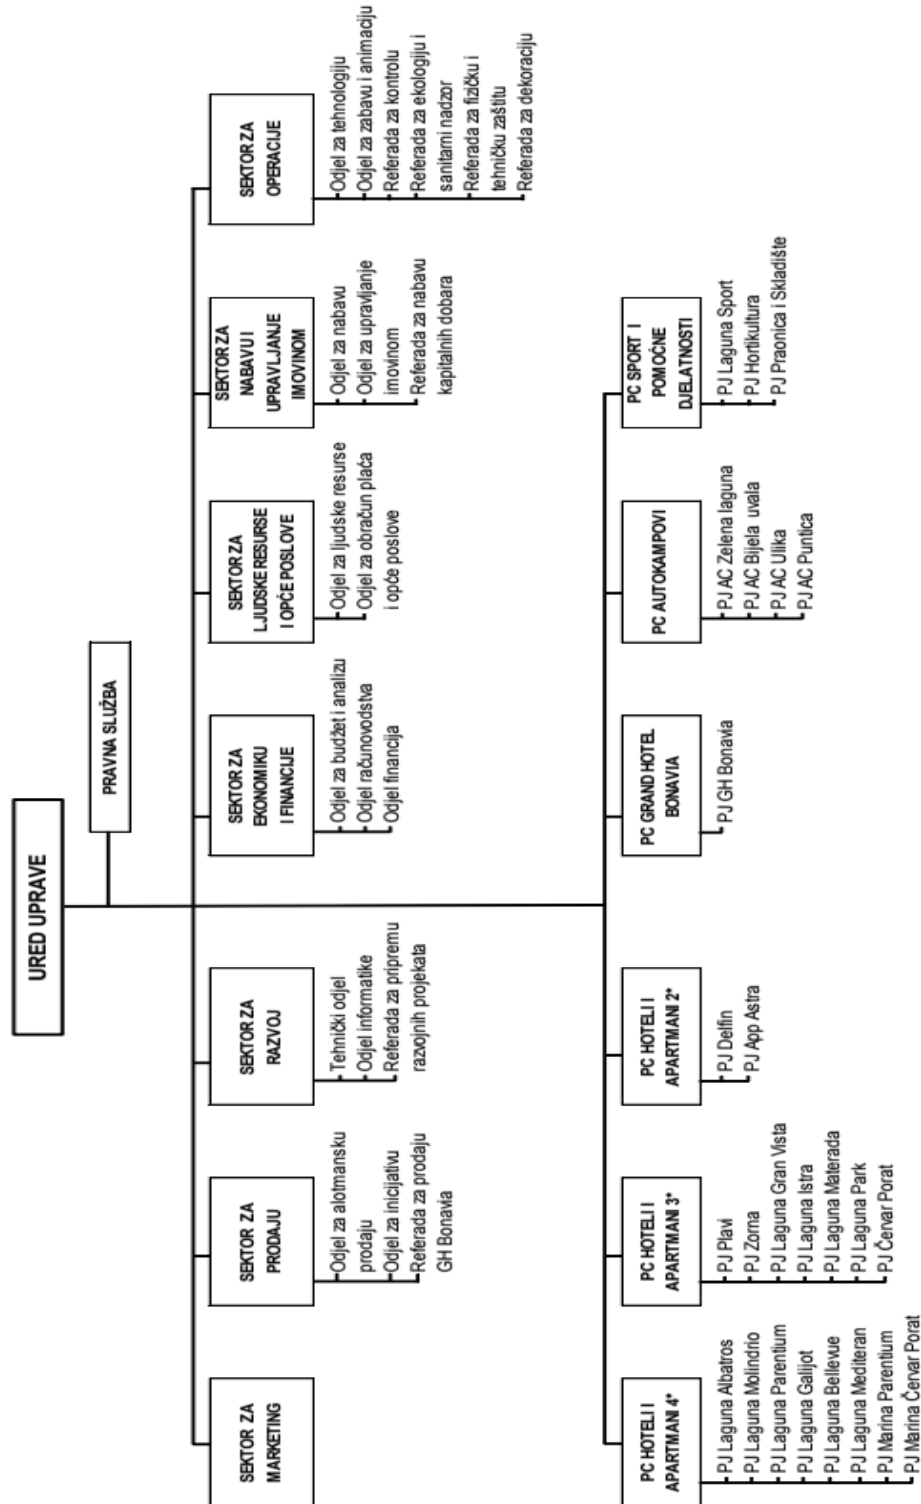 URED UPRAVE
PRAVNA SLUŽBA
SEKTOR ZA
MARKETING
SEKTOR ZA
PRODAJU
Odjel za alotmansku
prodaju
Odjel za inicijativu
Referada za prodaju
GH Bonavia
SEKTOR ZA
RAZVOJ
Tehnički odjel
Odjel informatike
Referada za pripremu
razvojnih projekata
SEKTOR ZA
EKONOMIKU
I FINANCIJE
Odjel za budžet i analizu
Odjel računovodstva
Odjel financija
SEKTOR ZA
LJUDSKE RESURSE
I OPĆE POSLOVE
Odjel za ljudske resurse
Odjel za obračun plaća
i opće poslove
SEKTOR ZA
NABAVU I
UPRAVLJANJE
IMOVINOM
Odjel za nabavu
Odjel za upravljanje
imovinom
Referada za nabavu
kapitalnih dobara
SEKTOR ZA
OPERACIJE
Odjel za tehnologiju
Odjel za zabavu i animaciju
Referada za kontrolu
Referada za ekologiju i
sanitarni nadzor
Referada za fizičku i
tehničku zaštitu
Referada za dekoraciju
PC HOTELI I
APARTMANI 4*
PJ Laguna Albatros
PJ Laguna Molindrio
PJ Laguna Parentium
PJ Laguna Galijot
PJ Laguna Bellevue
PJ Laguna Mediteran
PJ Marina Parentium
PJ Marina Červar Porat
PC HOTELI I
APARTMANI 3*
PJ Plavi
PJ Zorna
PJ Laguna Gran Vista
PJ Laguna Istra
PJ Laguna Materada
PJ Laguna Park
PJ Červar Porat
PC HOTELI I
APARTMANI 2*
PJ Delfin
PJ App Astra
PC GRAND HOTEL
BONAVIA
PJ GH Bonavia
PC AUTOKAMPOVI
PJ AC Zelena laguna
PJ AC Bijela uvala
PJ AC Ulika
PJ AC Puntica
PC SPORT I
POMOĆNE
DJELATNOSTI
PJ Laguna Sport
PJ Hortikultura
PJ Praonica i Skladište